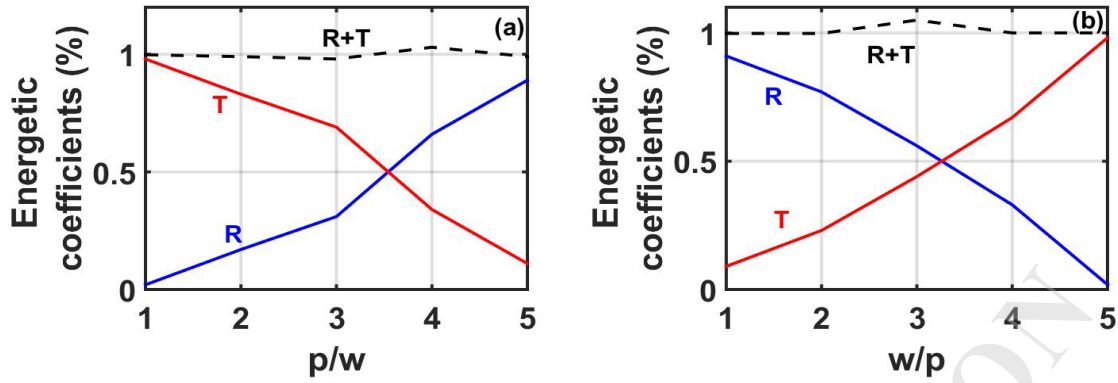 Energetic
coefficients (%)
1
0.5
0
R+T
(a)
T
R
1 2 3 4 5
p/w
Energetic
coefficients (%)
1
0.5
0
(b)
R+T
R
T
1 2 3 4 5
w/p
ON